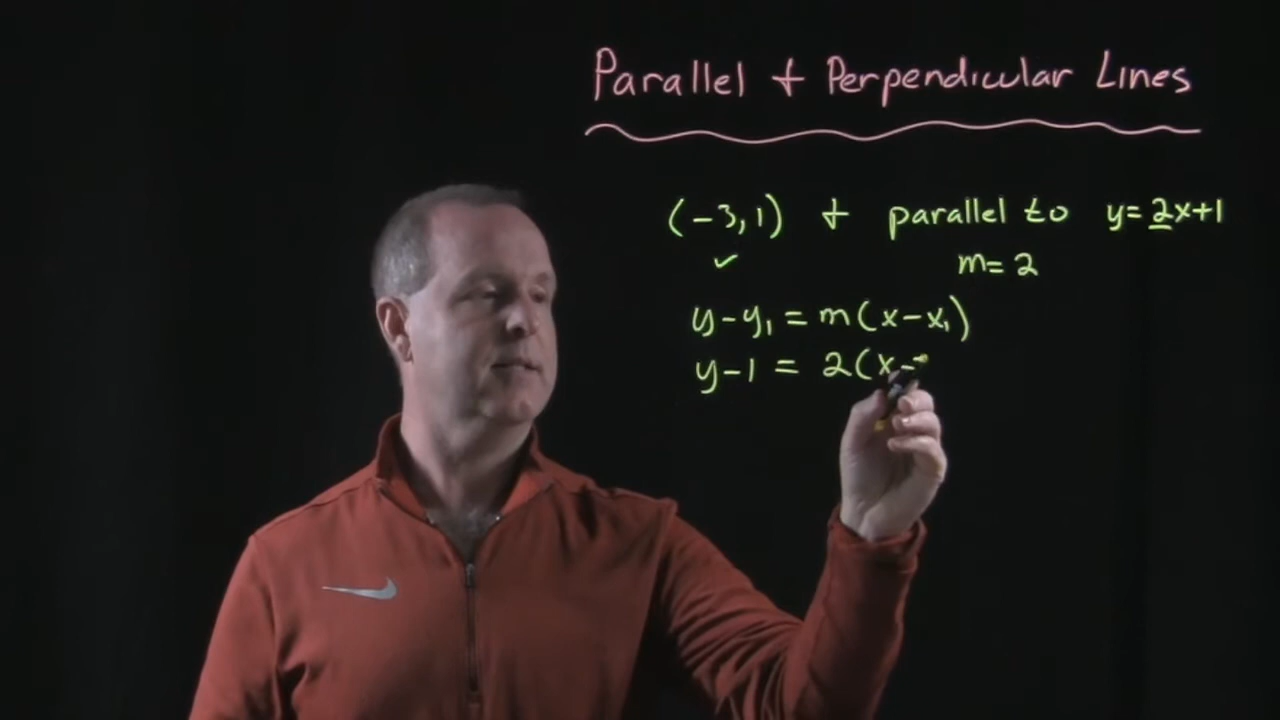 Parallel + Perpendicular Lines
(-3,1) + parallel to y=2x+1
✓ m=2
y-y₁=m(x-x₁)
y-1=2(x-